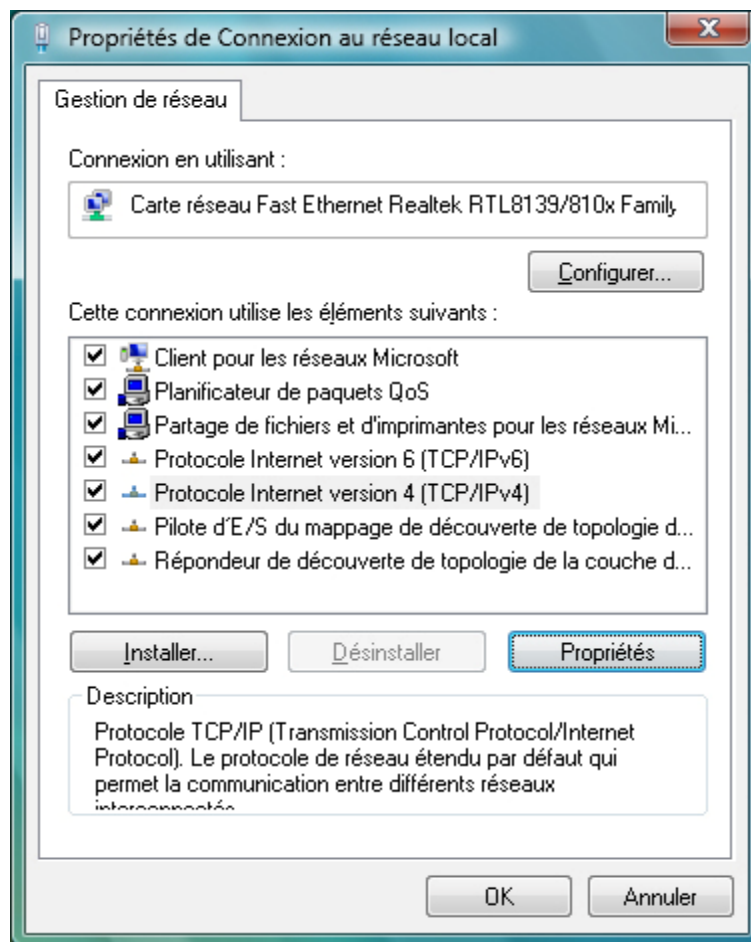 Propriétés de Connexion au réseau local
Gestion de réseau
Connexion en utilisant :
Carte réseau Fast Ethernet Realtek RTL8139/810x Family
Configurer...
Cette connexion utilise les éléments suivants :
Client pour les réseaux Microsoft
Planificateur de paquets QoS
Partage de fichiers et d'imprimantes pour les réseaux Mi...
Protocole Internet version 6 (TCP/IPv6)
Protocole Internet version 4 (TCP/IPv4)
Pilote d'E/S du mappage de découverte de topologie d...
Répondeur de découverte de topologie de la couche d...
Installer...
Désinstaller
Propriétés
Description
Protocole TCP/IP (Transmission Control Protocol/Internet
Protocol). Le protocole de réseau étendu par défaut qui
permet la communication entre différents réseaux
OK
Annuler